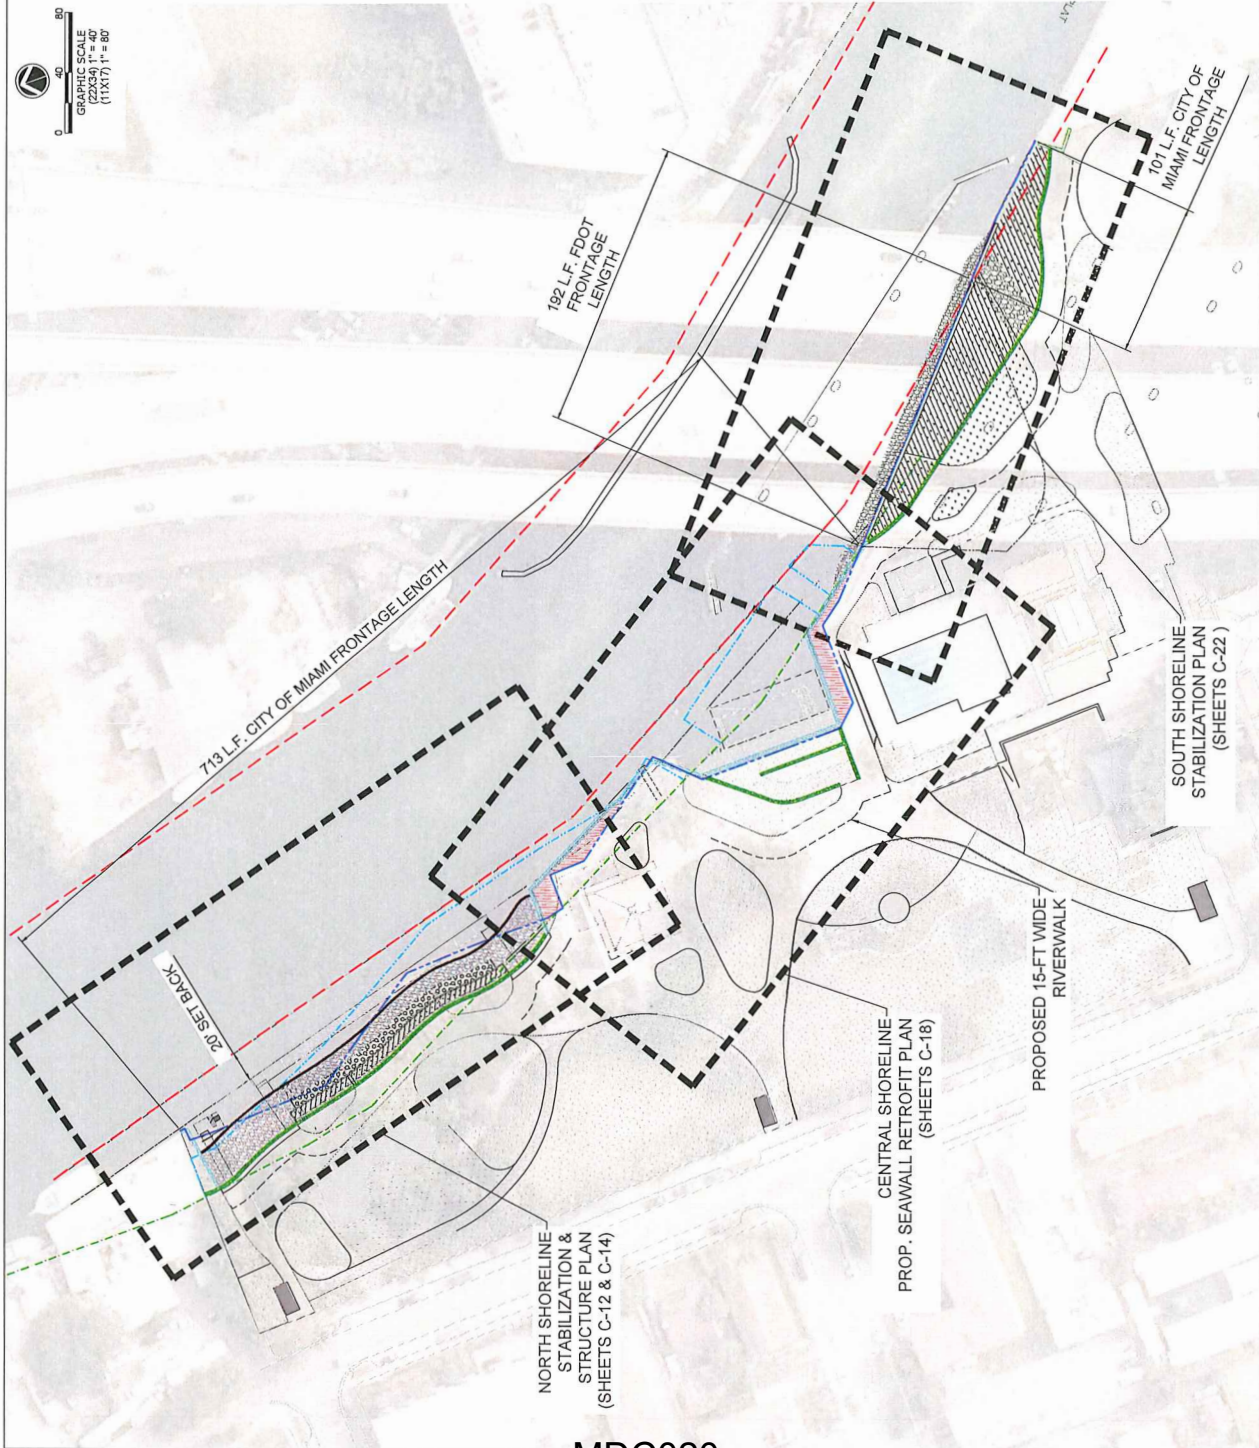 0 40 80
GRAPHIC SCALE
(22X34) 1" = 40'
(11X17) 1" = 80'
713 L.F. CITY OF MIAMI FRONTAGE LENGTH
192 L.F. FDOT
FRONTAGE
LENGTH
101 L.F. CITY OF
MIAMI FRONTAGE
LENGTH
PLAT
20' SET BACK
NORTH SHORELINE
STABILIZATION &
STRUCTURE PLAN
(SHEETS C-12 & C-14)
CENTRAL SHORELINE
PROP. SEAWALL RETROFIT PLAN
(SHEETS C-18)
PROPOSED 15-FT WIDE
RIVERWALK
SOUTH SHORELINE
STABILIZATION PLAN
(SHEETS C-22 )